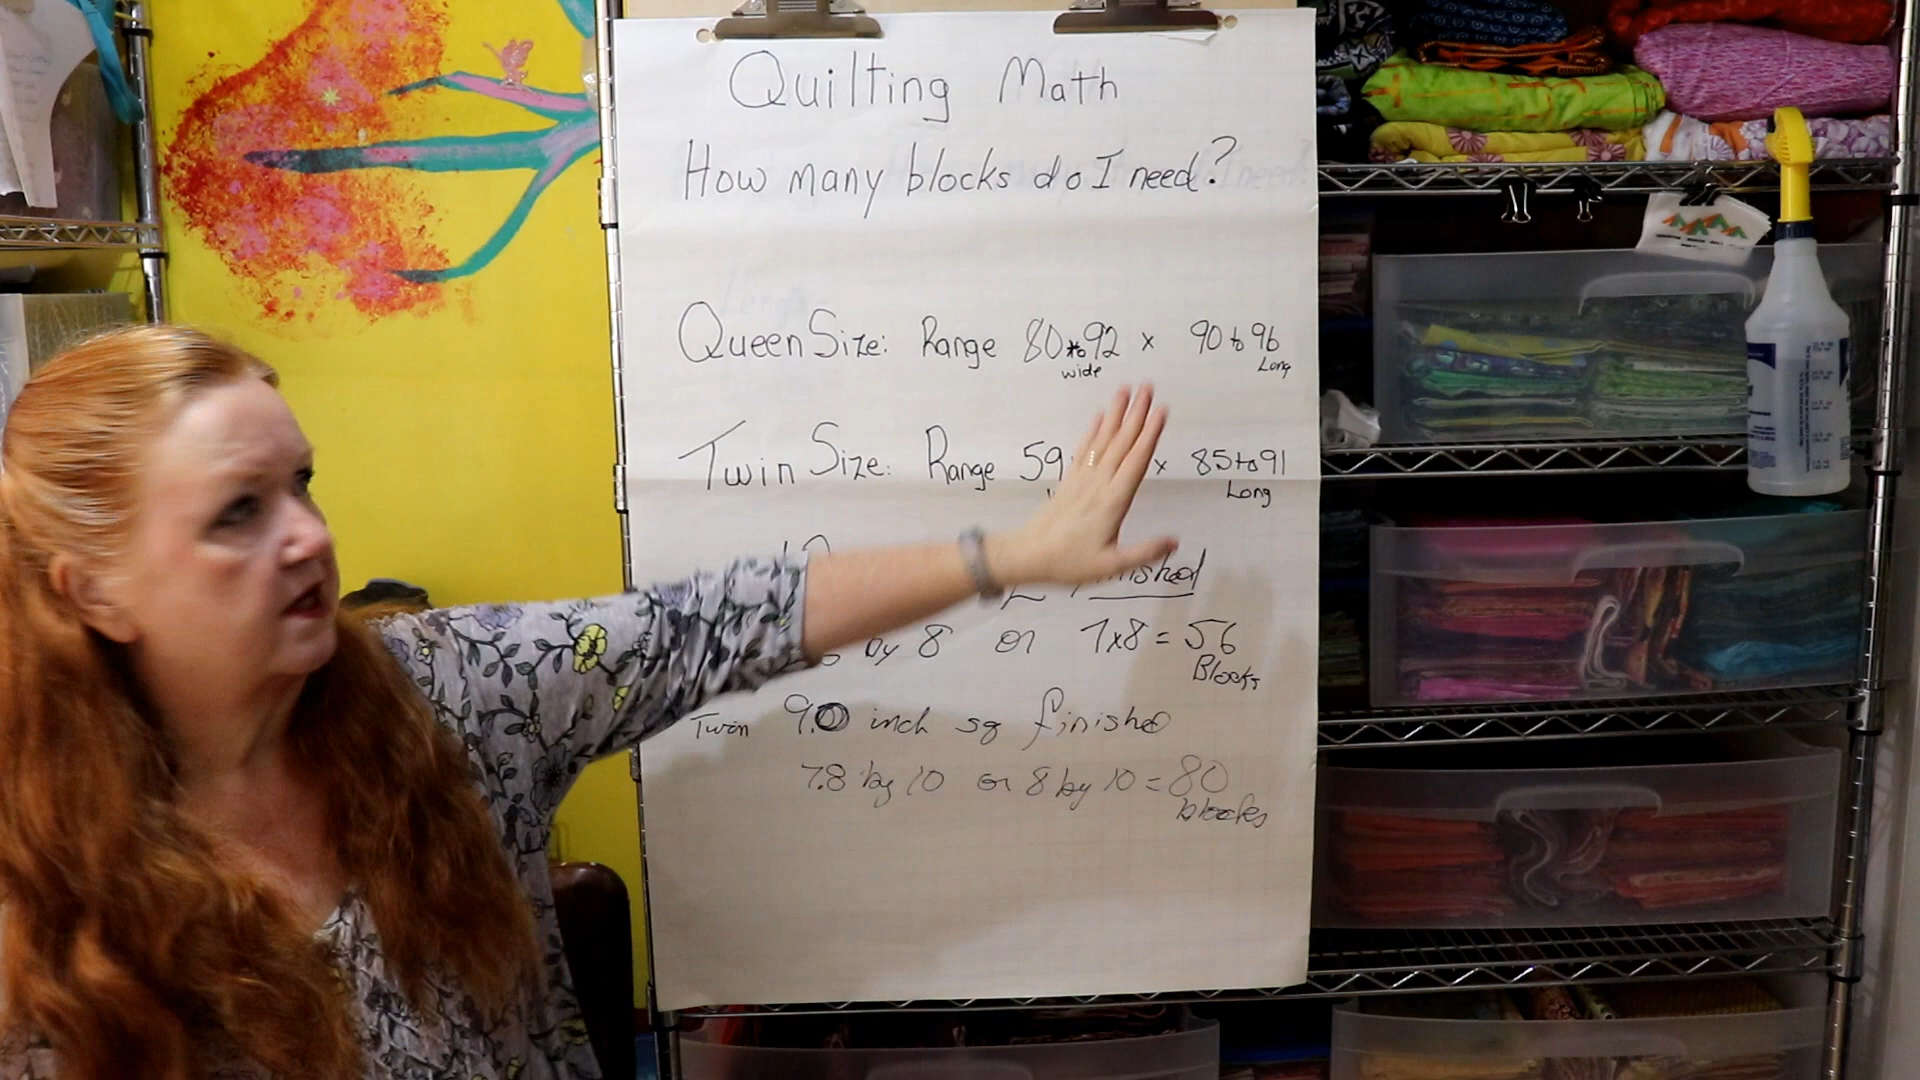 Quilting Math
How many blocks do I need?
Queen Size: Range 80 to 92 x 90 to 96
wide Long
Twin Size: Range 59 x 85 to 91
Long
by 8 or 7x8 = 56
Blocks
Twin 9.0 inch sq finished
7.8 by 10 or 8 by 10 = 80
blocks